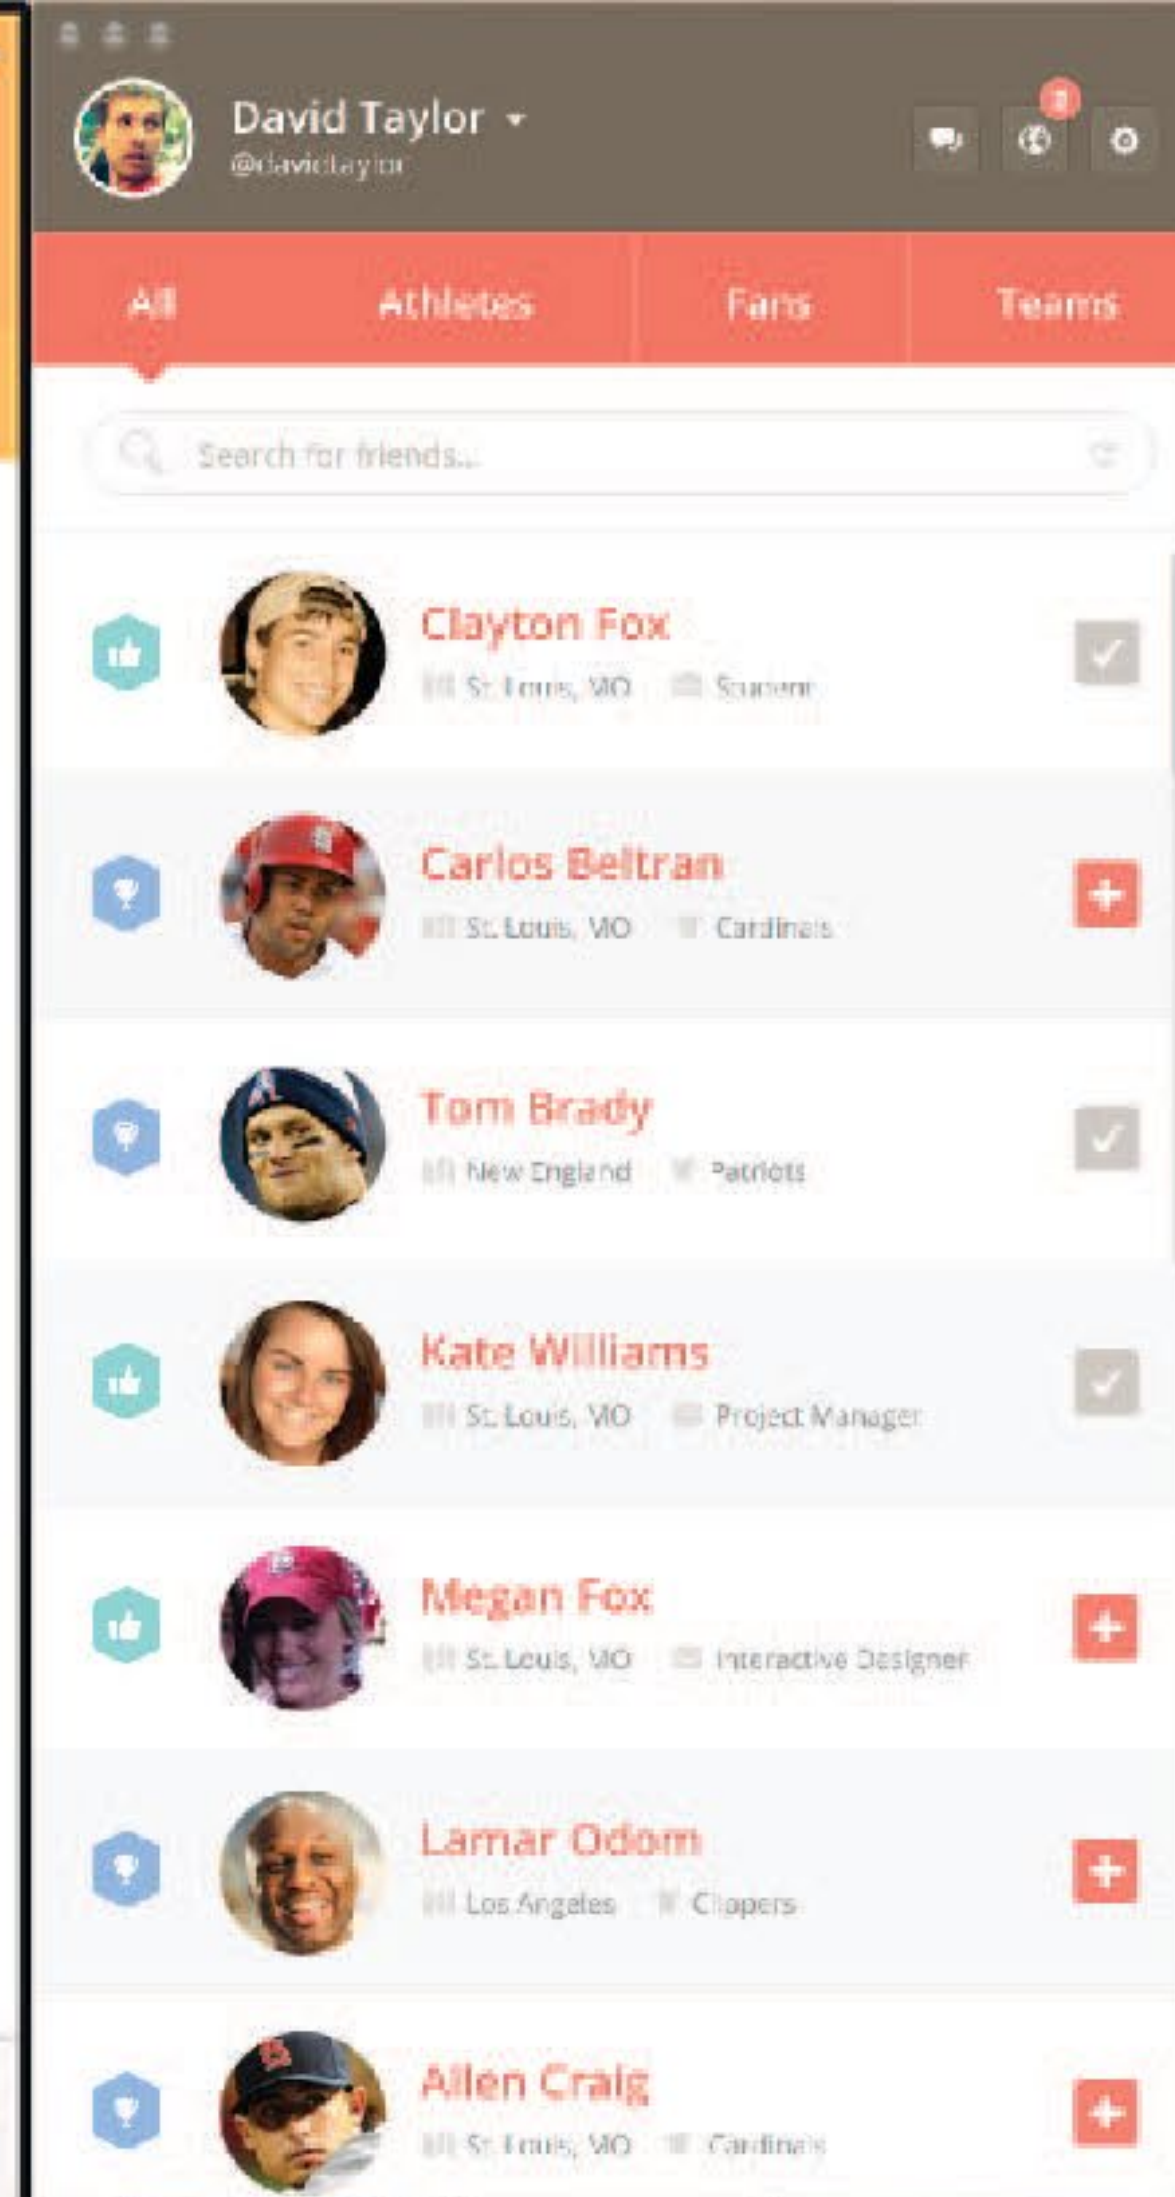 David Taylor
@davidtaylor
All Athletes Fans Teams
Search for friends...
Clayton Fox
St. Louis, MO Student
Carlos Beltran
St. Louis, MO Cardinals
Tom Brady
New England Patriots
Kate Williams
St. Louis, MO Project Manager
Megan Fox
St. Louis, MO Interactive Designer
Lamar Odom
Los Angeles Clippers
Allen Craig
St. Louis, MO Cardinals